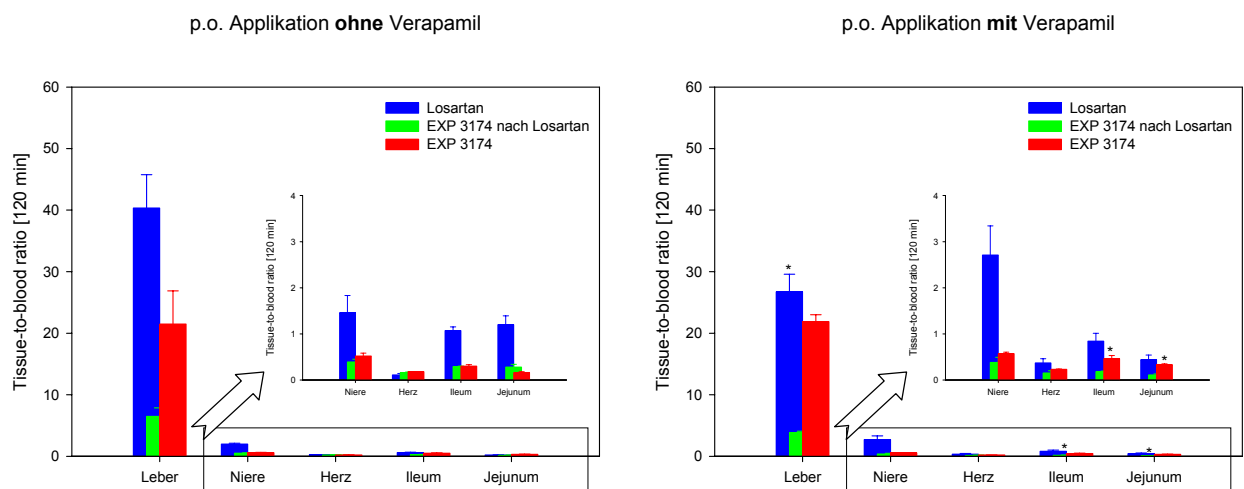 p.o. Applikation ohne Verapamil
Tissue-to-blood ratio [120 min]
60
50
40
30
20
10
0
Losartan
EXP 3174 nach Losartan
EXP 3174
Tissue-to-blood ratio [120 min]
4
3
2
1
0
Niere Herz Ileum Jejunum
Leber Niere Herz Ileum Jejunum
p.o. Applikation mit Verapamil
Tissue-to-blood ratio [120 min]
60
50
40
30
20
10
0
Losartan
EXP 3174 nach Losartan
EXP 3174
*
Tissue-to-blood ratio [120 min]
4
3
2
1
0
* *
Niere Herz Ileum Jejunum
* *
Leber Niere Herz Ileum Jejunum